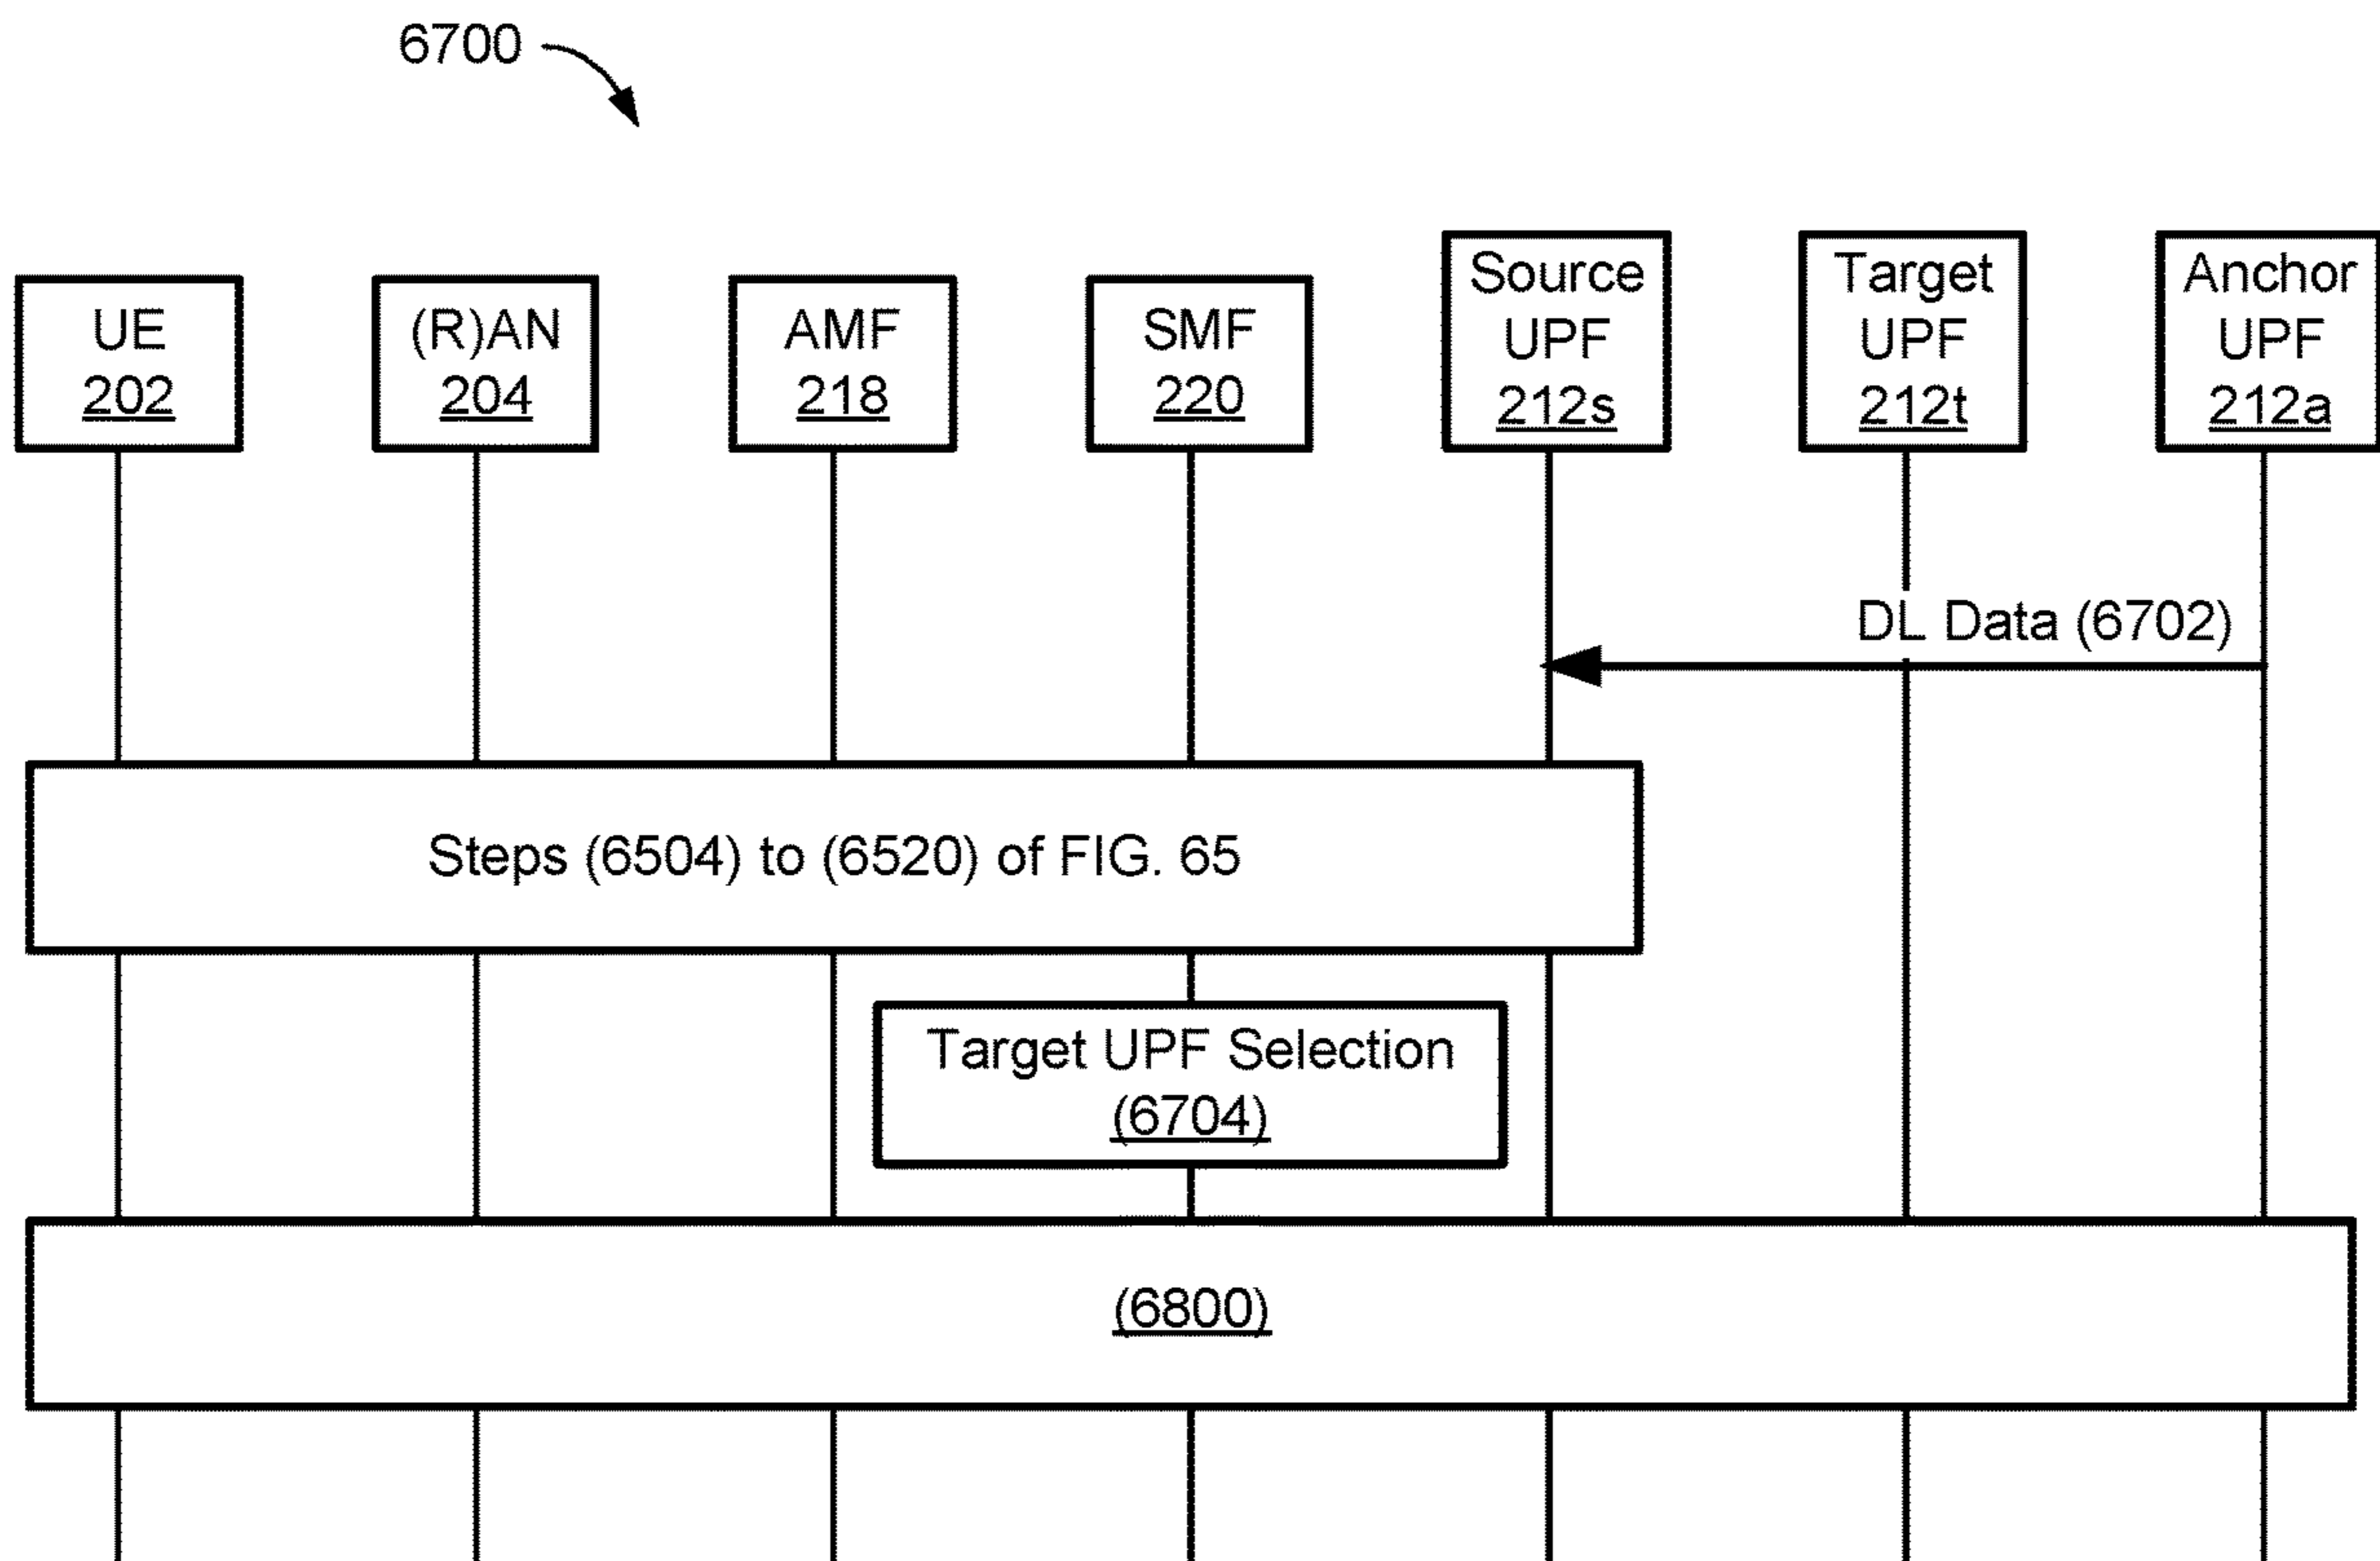 6700
UE
202
(R)AN
204
AMF
218
SMF
220
Source
UPF
212s
Target
UPF
212t
Anchor
UPF
212a
DL Data (6702)
Steps (6504) to (6520) of FIG. 65
Target UPF Selection
(6704)
(6800)